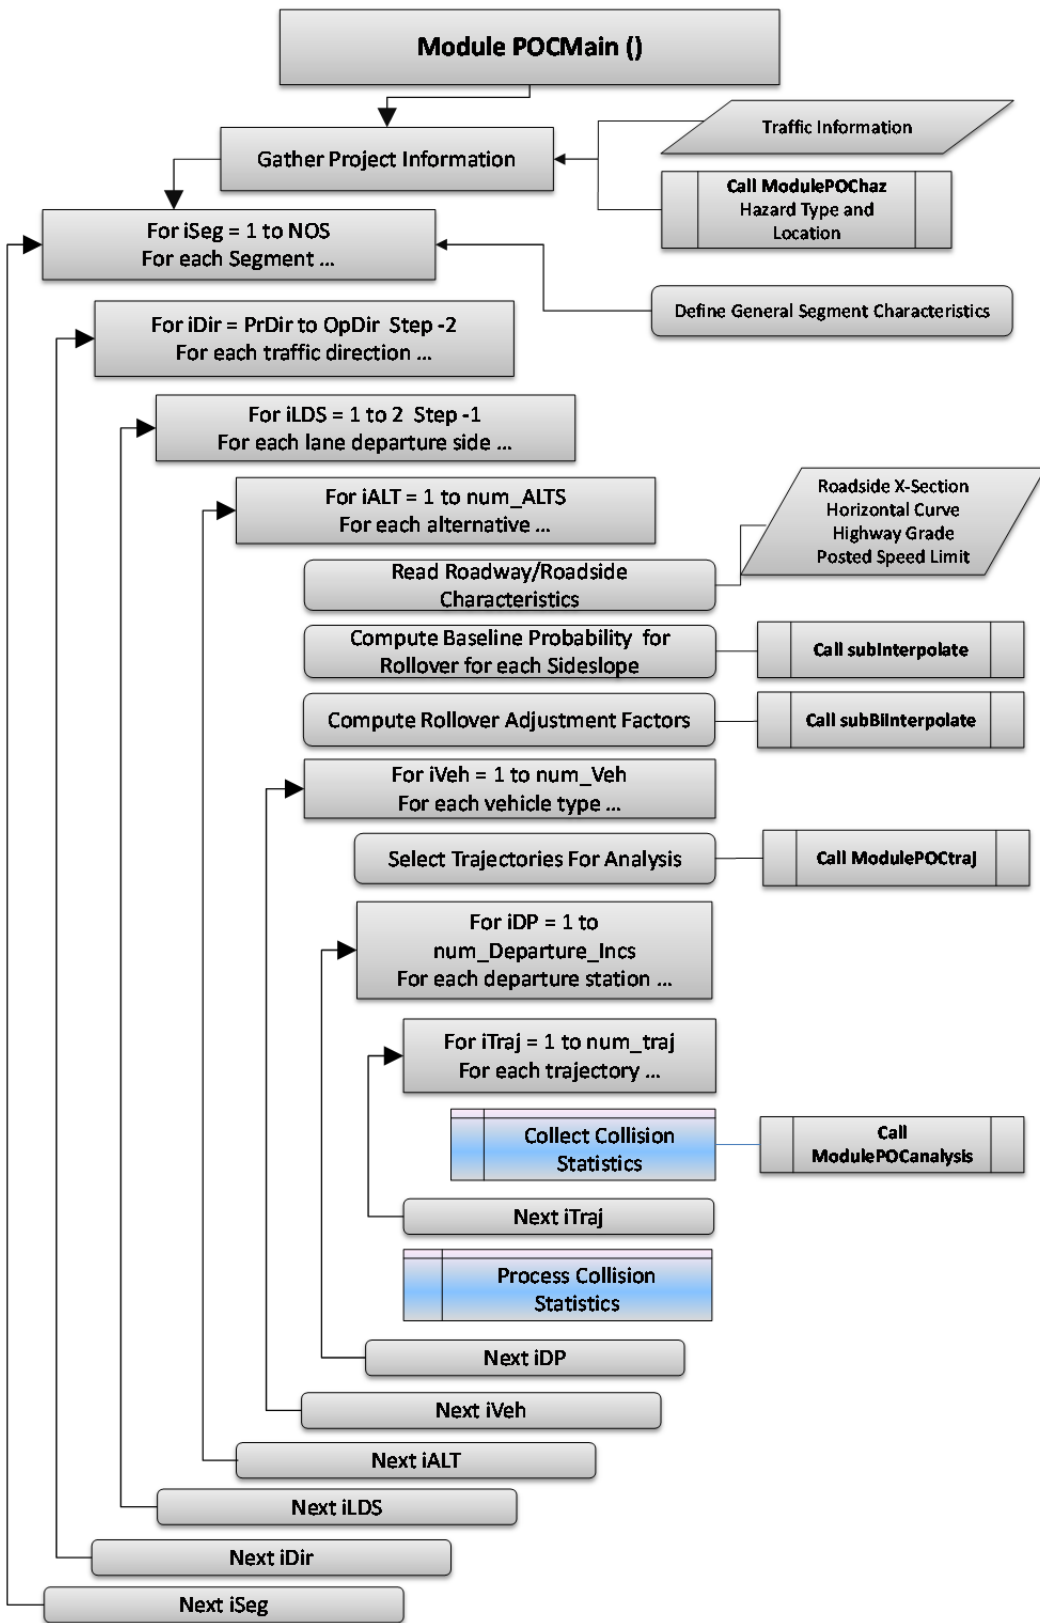 Module POCMain ()
Gather Project Information
Traffic Information
Call ModulePOChaz
Hazard Type and
Location
For iSeg = 1 to NOS
For each Segment ...
Define General Segment Characteristics
For iDir = PrDir to OpDir  Step -2
For each traffic direction ...
For iLDS = 1 to 2  Step -1
For each lane departure side ...
For iALT = 1 to num_ALTS
For each alternative ...
Roadside X-Section
Horizontal Curve
Highway Grade
Posted Speed Limit
Read Roadway/Roadside
Characteristics
Compute Baseline Probability  for
Rollover for each Sideslope
Call subInterpolate
Compute Rollover Adjustment Factors
Call subBiInterpolate
For iVeh = 1 to num_Veh
For each vehicle type ...
Select Trajectories For Analysis
Call ModulePOCtraj
For iDP = 1 to
num_Departure_Incs
For each departure station ...
For iTraj = 1 to num_traj
For each trajectory ...
Collect Collision
Statistics
Call
ModulePOCanalysis
Next iTraj
Process Collision
Statistics
Next iDP
Next iVeh
Next iALT
Next iLDS
Next iDir
Next iSeg